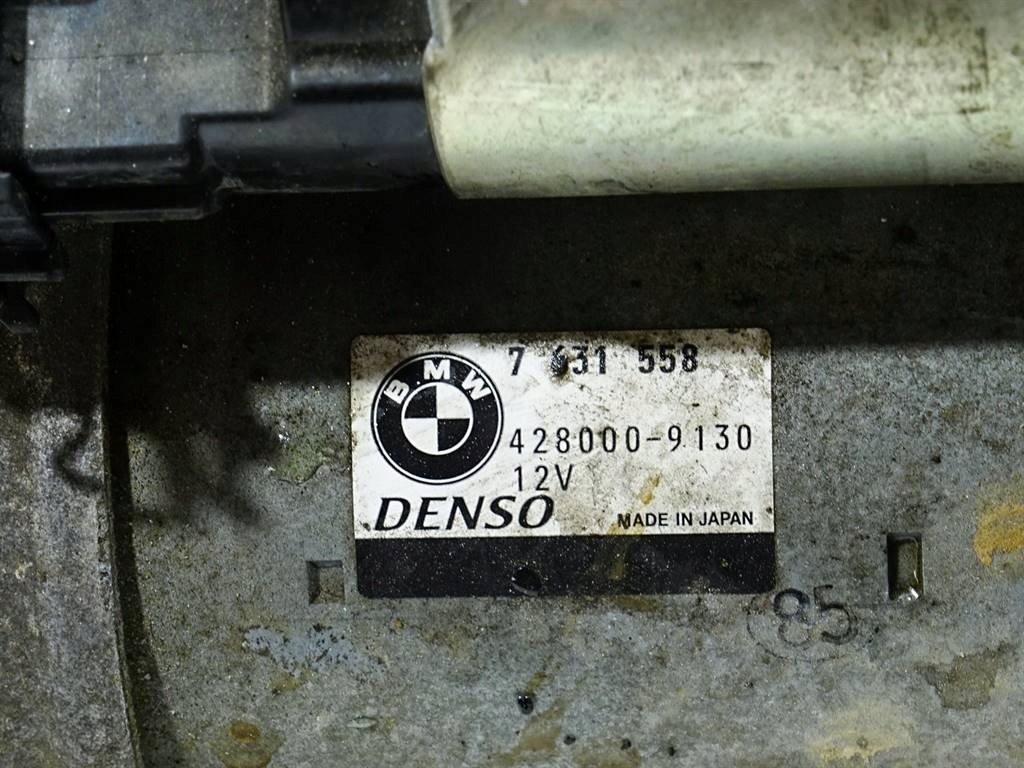 BMW
7 631 558
428000-9130
12V
DENSO
MADE IN JAPAN
85